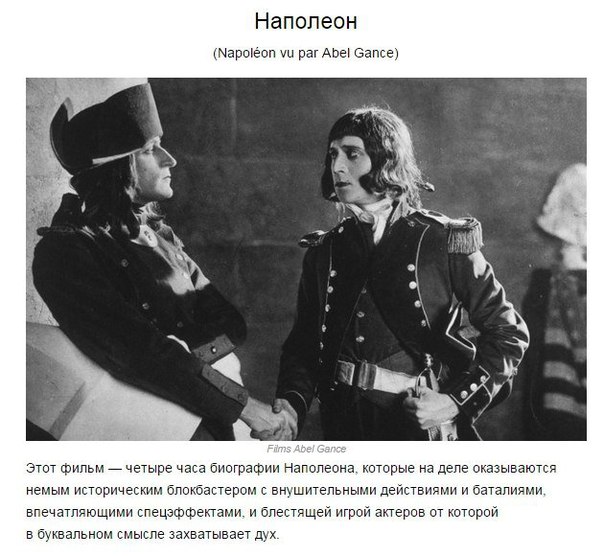 Наполеон
(Napoléon vu par Abel Gance)
Films Abel Gance
Этот фильм — четыре часа биографии Наполеона, которые на деле оказываются
немым историческим блокбастером с внушительными действиями и баталиями,
впечатляющими спецэффектами, и блестящей игрой актеров от которой
в буквальном смысле захватывает дух.